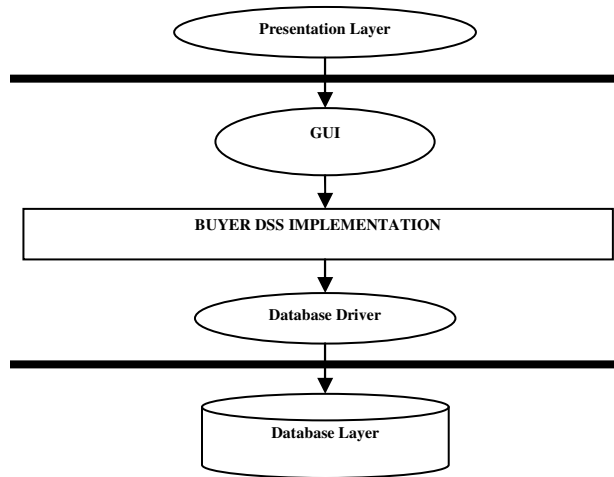 Presentation Layer
GUI
BUYER DSS IMPLEMENTATION
Database Driver
Database Layer